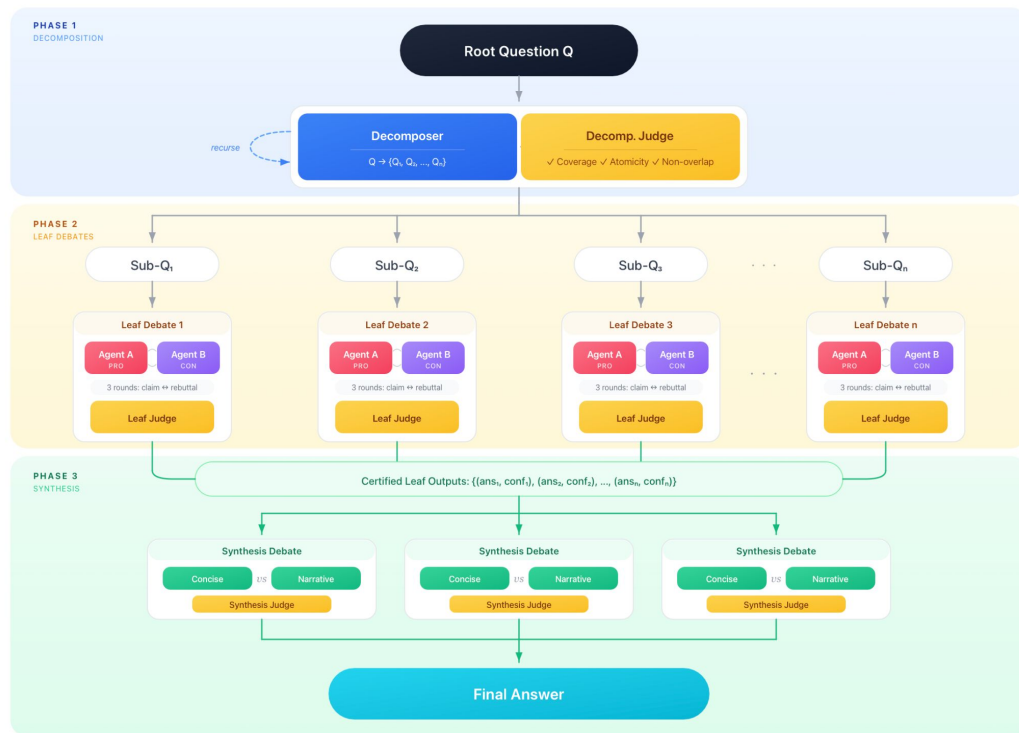 PHASE 1
DECOMPOSITION
Root Question Q
recurse
Decomposer
Q → {Q₁, Q₂, ..., Qₙ}
Decomp. Judge
✓ Coverage ✓ Atomicity ✓ Non-overlap
PHASE 2
LEAF DEBATES
Sub-Q₁
Sub-Q₂
Sub-Q₃
· · ·
Sub-Qₙ
Leaf Debate 1
Agent A
PRO
Agent B
CON
3 rounds: claim ↔ rebuttal
Leaf Judge
Leaf Debate 2
Agent A
PRO
Agent B
CON
3 rounds: claim ↔ rebuttal
Leaf Judge
Leaf Debate 3
Agent A
PRO
Agent B
CON
3 rounds: claim ↔ rebuttal
Leaf Judge
· · ·
Leaf Debate n
Agent A
PRO
Agent B
CON
3 rounds: claim ↔ rebuttal
Leaf Judge
PHASE 3
SYNTHESIS
Certified Leaf Outputs: {(ans₁, conf₁), (ans₂, conf₂), ..., (ansₙ, confₙ)}
Synthesis Debate
Concise vs Narrative
Synthesis Judge
Synthesis Debate
Concise vs Narrative
Synthesis Judge
Synthesis Debate
Concise vs Narrative
Synthesis Judge
Final Answer